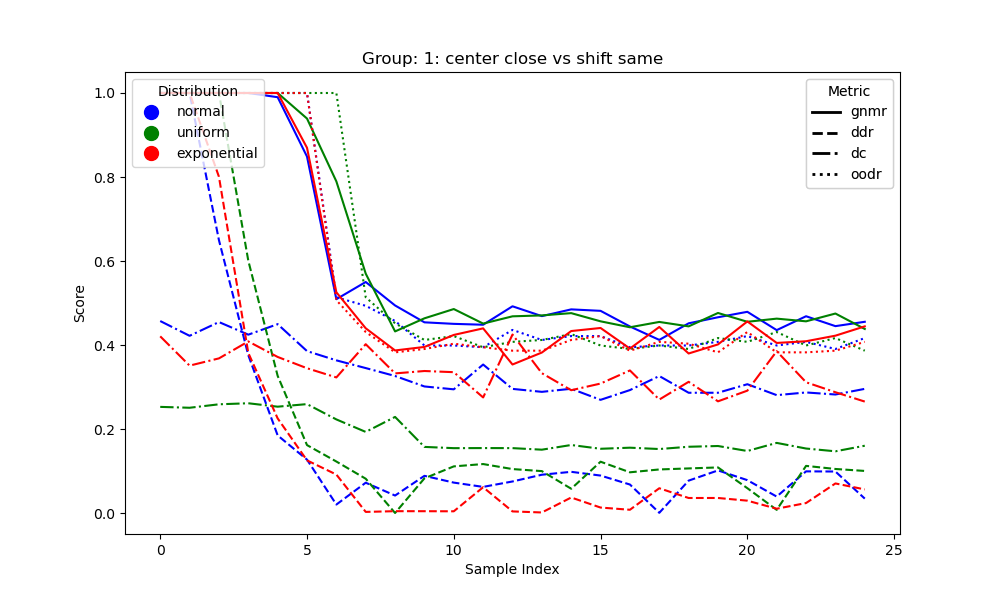 Group: 1: center close vs shift same
Distribution
normal
uniform
exponential
Metric
gnmr
ddr
dc
oodr
Score
1.0
0.8
0.6
0.4
0.2
0.0
0 5 10 15 20 25
Sample Index